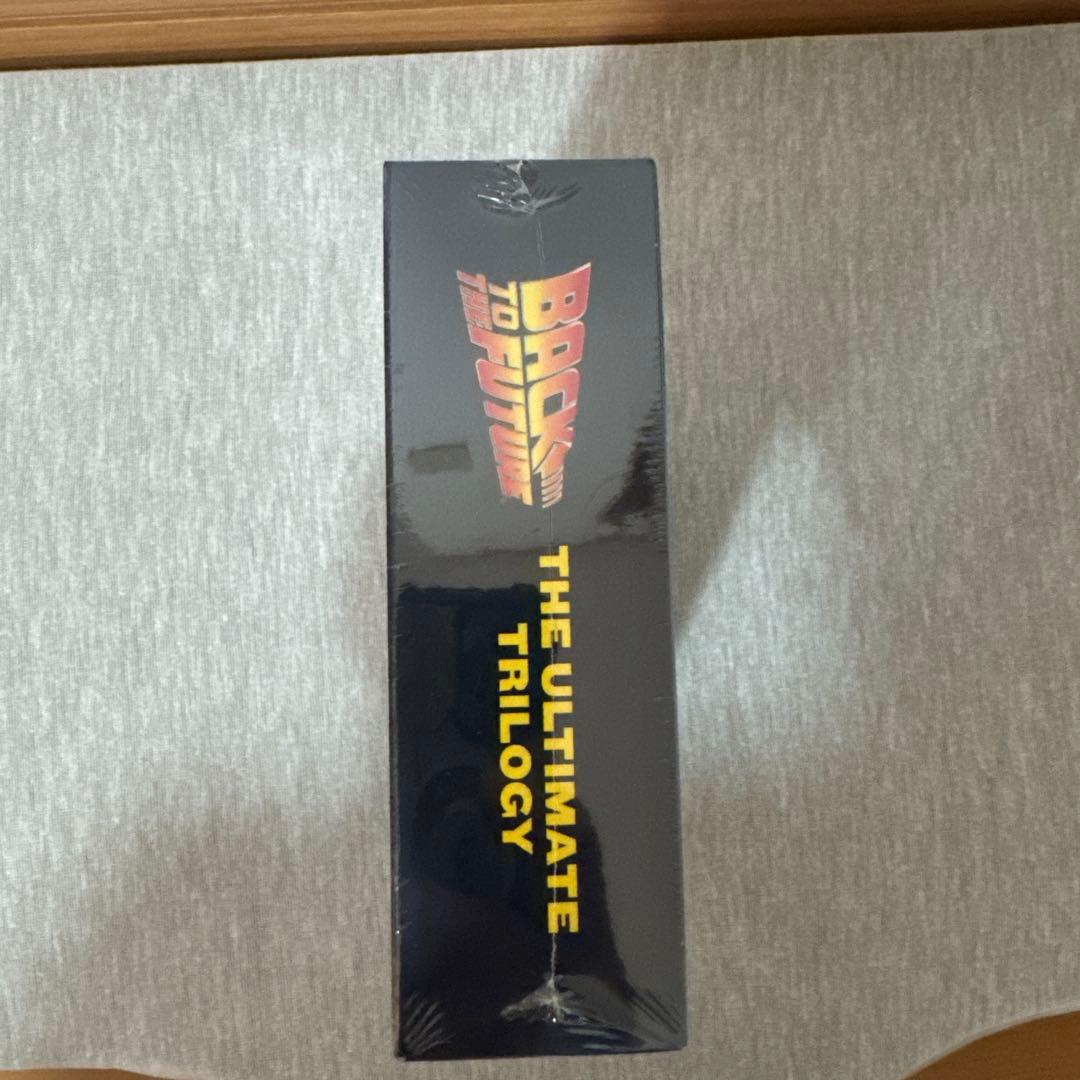 BACK
TO
THE FUTURE
THE ULTIMATE
TRILOGY